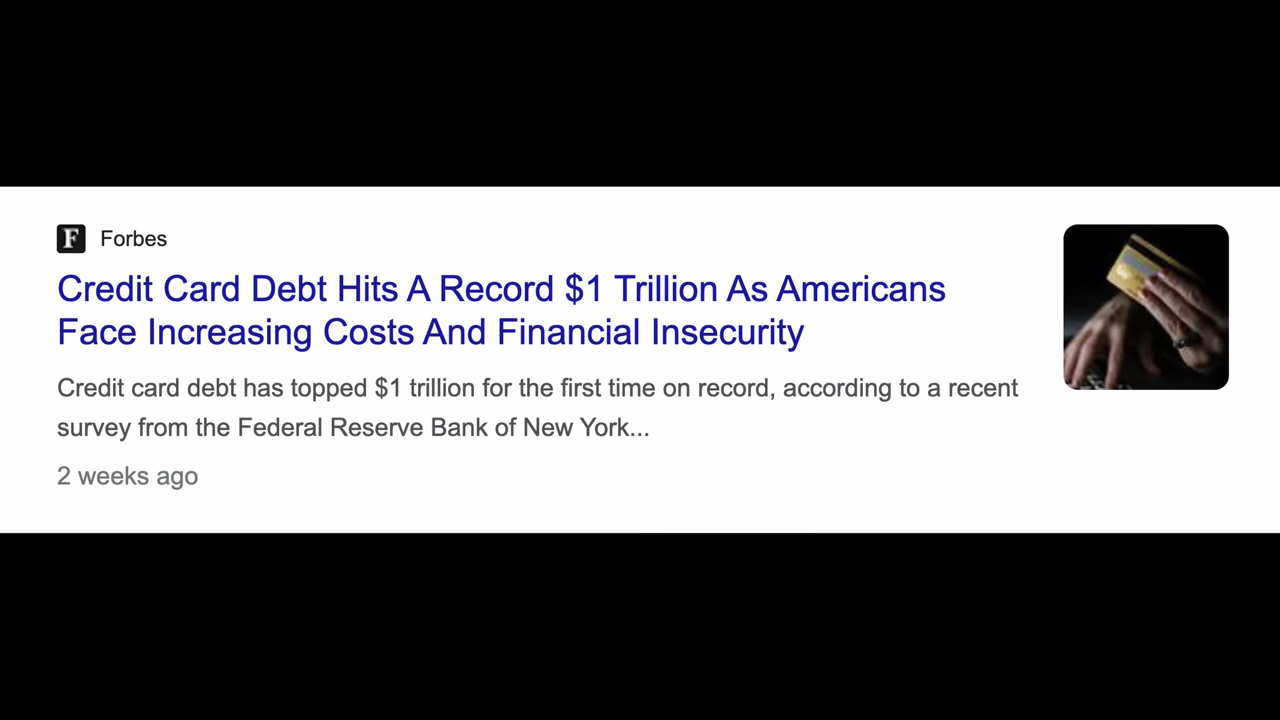 Forbes
Credit Card Debt Hits A Record $1 Trillion As Americans
Face Increasing Costs And Financial Insecurity
Credit card debt has topped $1 trillion for the first time on record, according to a recent
survey from the Federal Reserve Bank of New York...
2 weeks ago